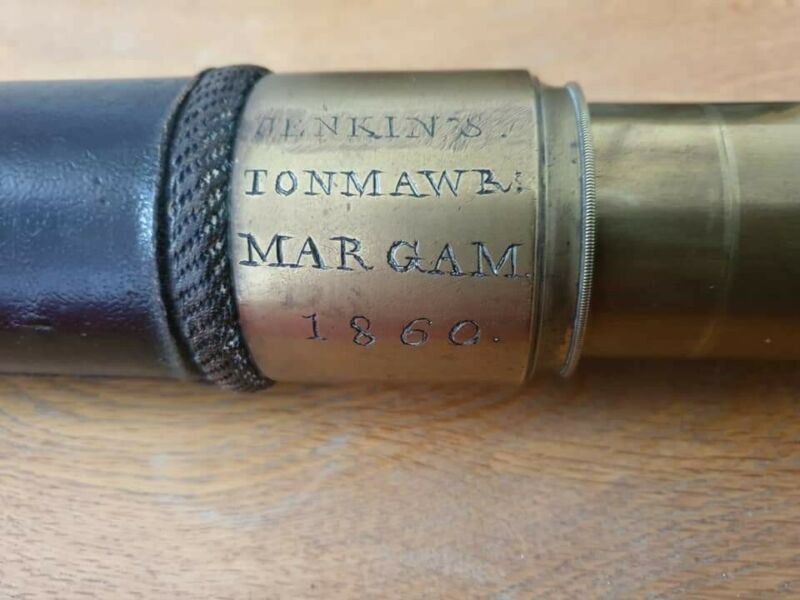 JENKIN'S.
TONMAWR:
MARGAM.
1860.